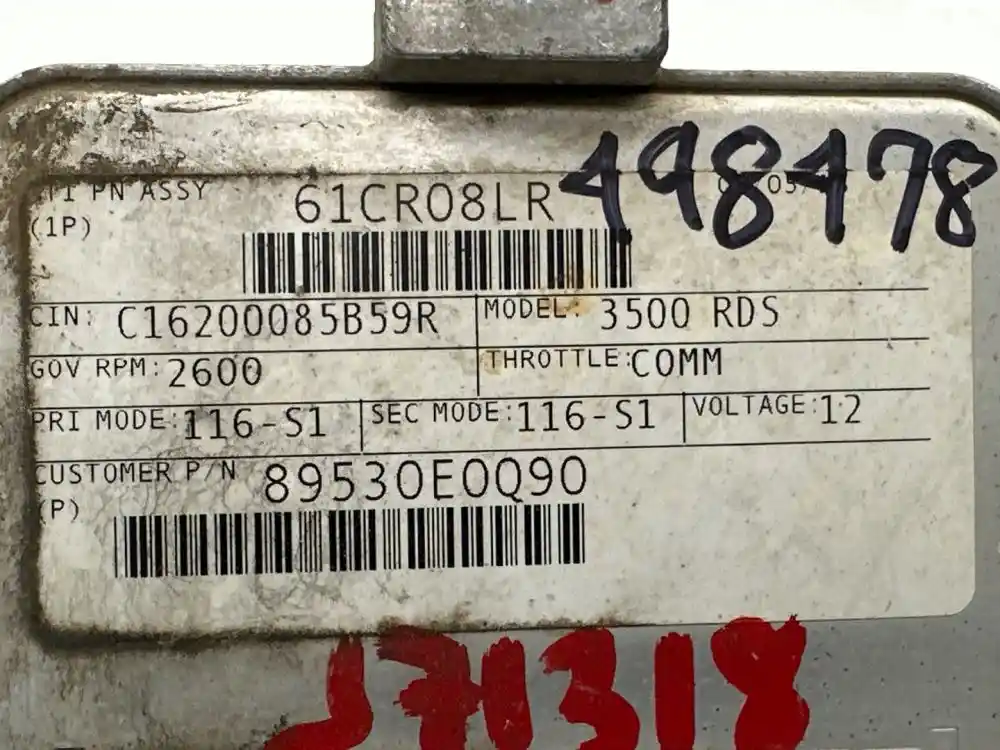 PN ASSY 61CR08LR 498478
(1P)
CIN: C16200085B59R MODEL: 3500 RDS
GOV RPM: 2600 THROTTLE: COMM
PRI MODE: 116-S1 SEC MODE: 116-S1 VOLTAGE: 12
CUSTOMER P/N 89530E0Q90
(P)
571318